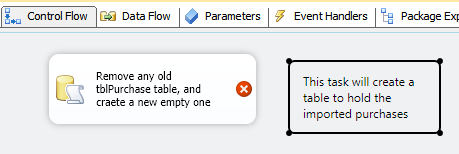 Control Flow Data Flow Parameters Event Handlers Package Exp
Remove any old
tblPurchase table, and
craete a new empty one
This task will create a
table to hold the
imported purchases